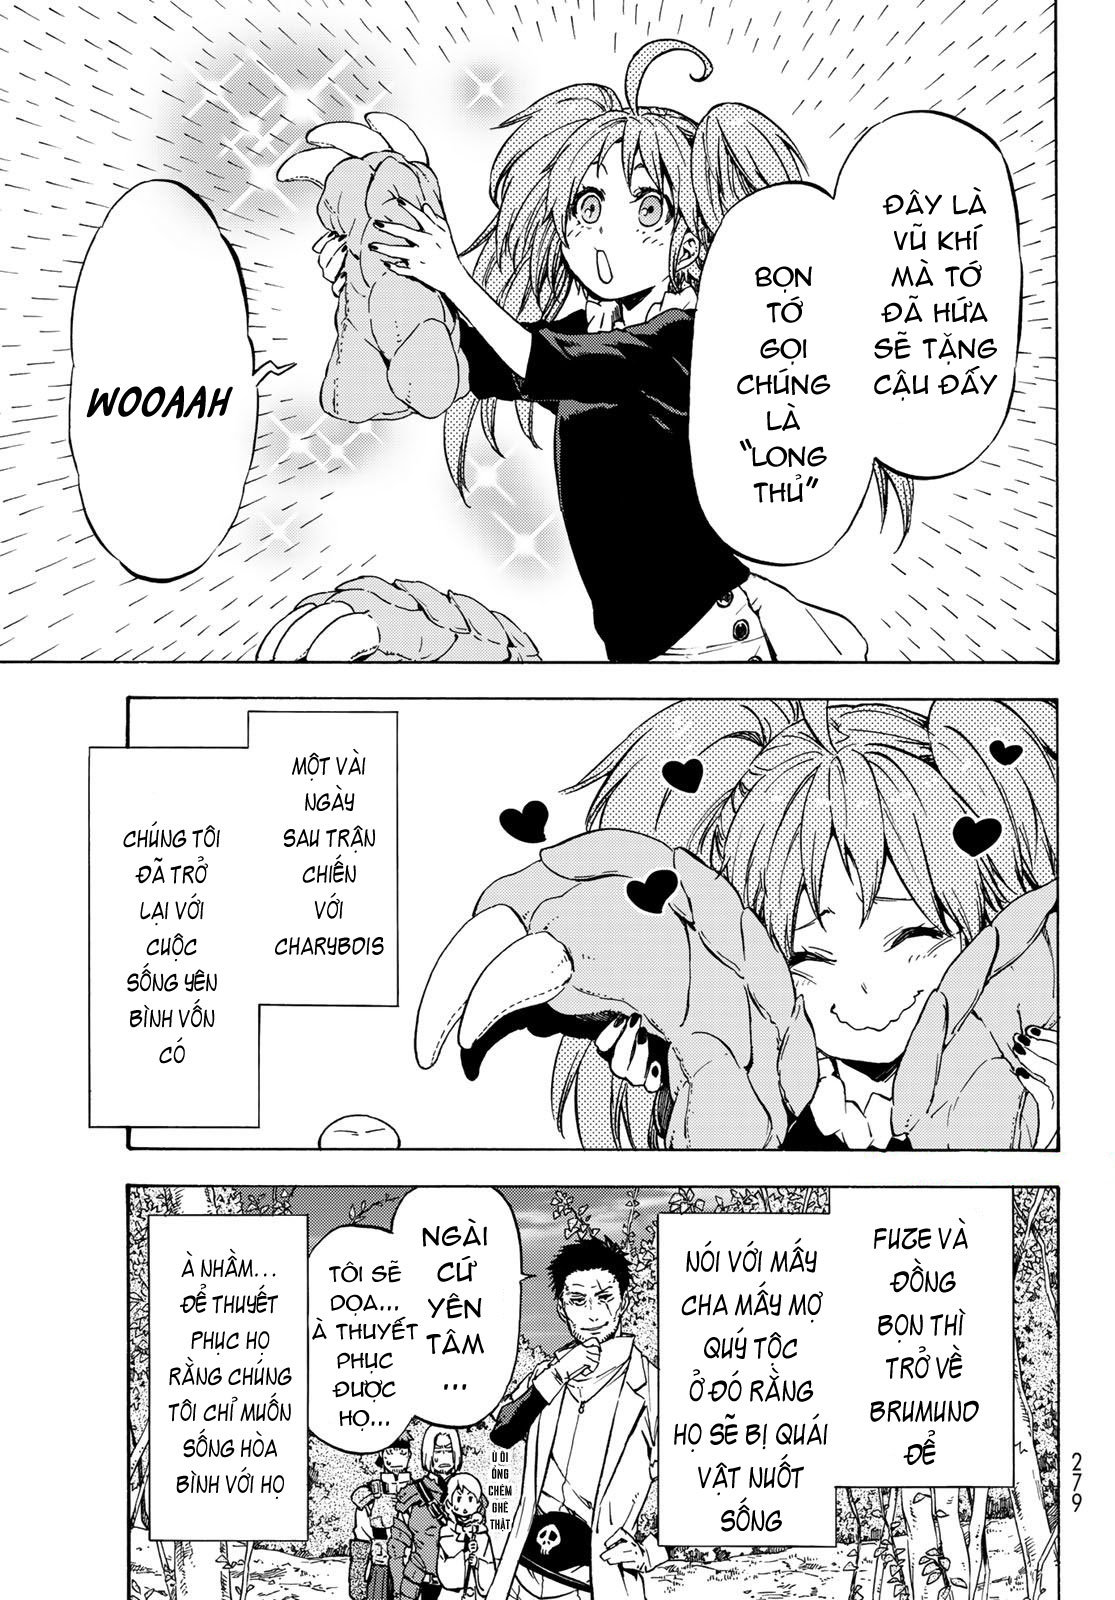 ĐÂY LÀ
VŨ KHÍ
MÀ TỚ
ĐÃ HỨA
SẼ TẶNG
CẬU ĐẤY
BỌN
TỚ
GỌI
CHÚNG
LÀ
"LONG
THỦ"
WOOAAH
MỘT VÀI
NGÀY
SAU TRẬN
CHIẾN
VỚI
CHARYBDIS
CHÚNG TÔI
ĐÃ TRỞ
LẠI VỚI
CUỘC
SỐNG YÊN
BÌNH VỐN
CÓ
FUZE VÀ
ĐỒNG
BỌN THÌ
TRỞ VỀ
BRUMUND
ĐỂ
NÓI VỚI MẤY
CHA MẤY MỢ
QUÝ TỘC
Ở ĐÓ RẰNG
HỌ SẼ BỊ QUÁI
VẬT NUỐT
SỐNG
NGÀI
CỨ
YÊN
TÂM
...
TÔI SẼ
DỌA...
À THUYẾT
PHỤC
ĐƯỢC
HỌ...
Ù ÔI
ÔNG
CHÉM
GHÊ
THẬT
À NHẦM...
ĐỂ THUYẾT
PHỤC HỌ
RẰNG CHÚNG
TÔI CHỈ MUỐN
SỐNG HÒA
BÌNH VỚI HỌ
279